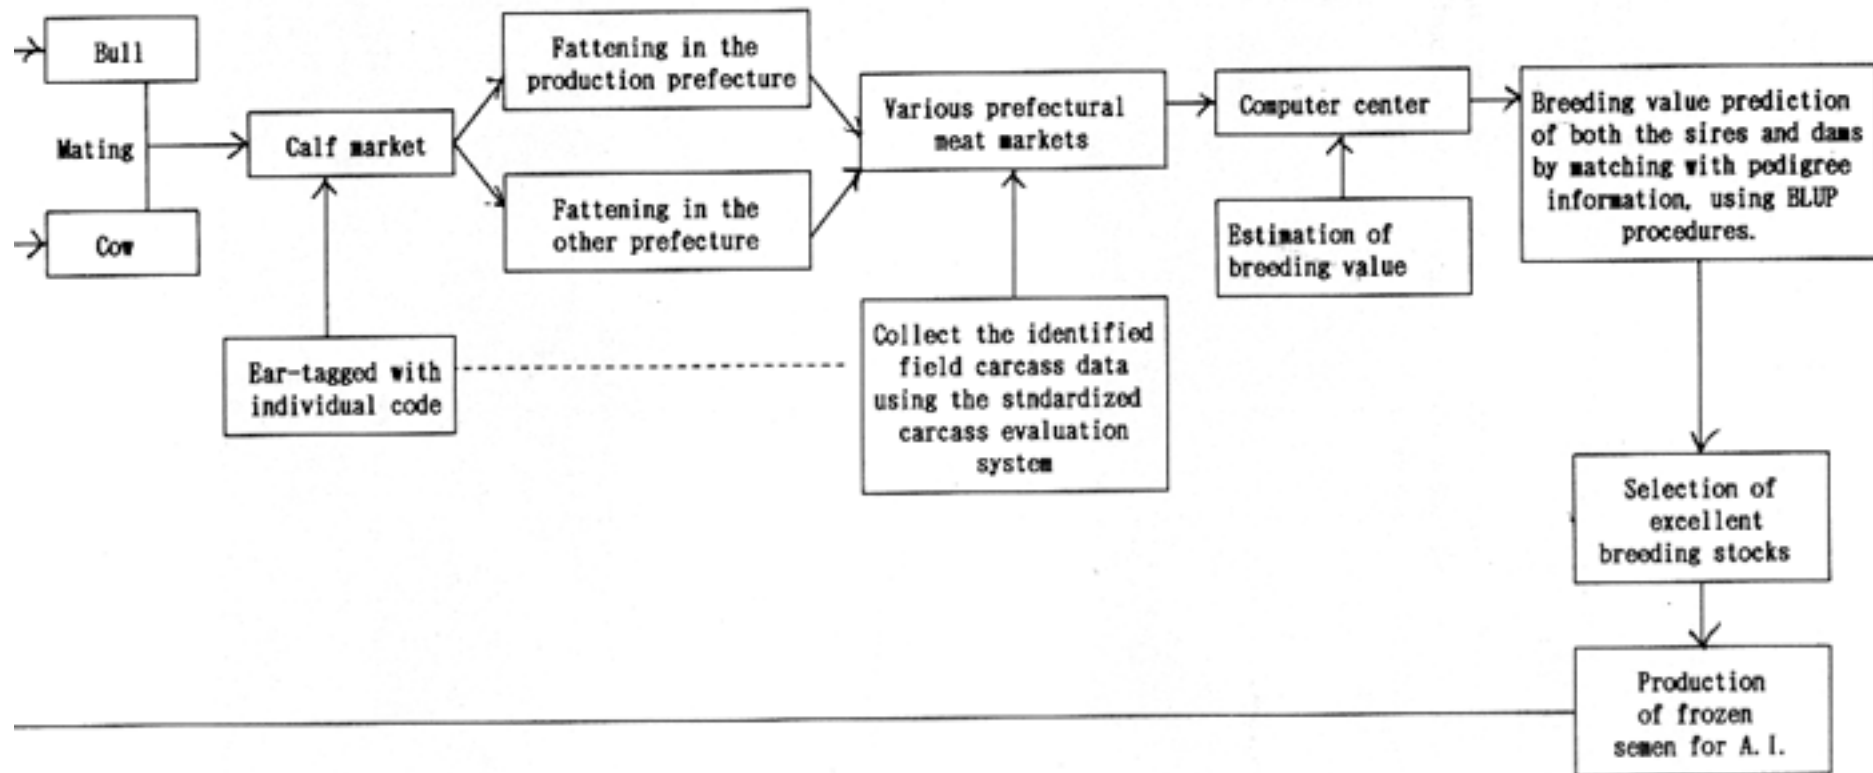 Bull
Mating
Cow
Calf market
Ear-tagged with
individual code
Fattening in the
production prefecture
Fattening in the
other prefecture
Various prefectural
meat markets
Collect the identified
field carcass data
using the stndardized
carcass evaluation
system
Computer center
Estimation of
breeding value
Breeding value prediction
of both the sires and dams
by matching with pedigree
information, using BLUP
procedures.
Selection of
excellent
breeding stocks
Production
of frozen
semen for A.I.